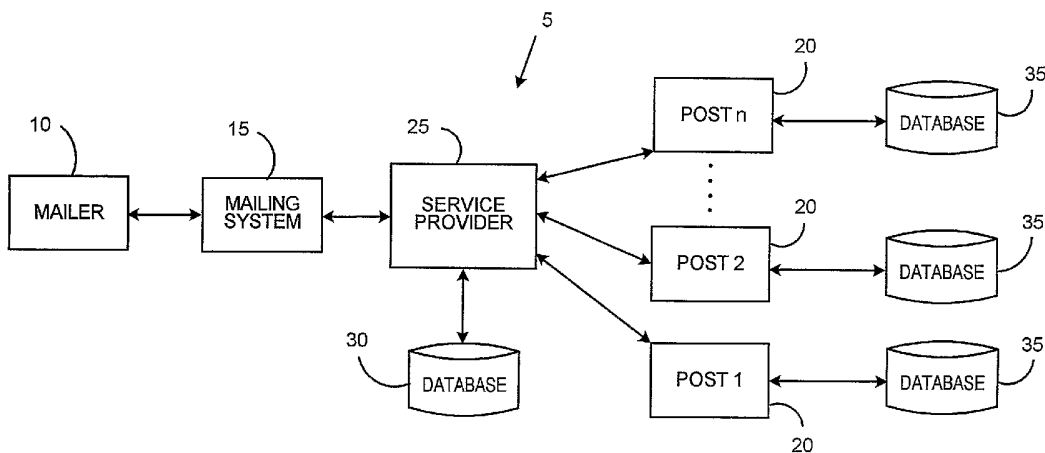 5
20
35
POST n
DATABASE
10
15
25
MAILER
MAILING
SYSTEM
SERVICE
PROVIDER
20
35
POST 2
DATABASE
30
DATABASE
35
POST 1
DATABASE
20